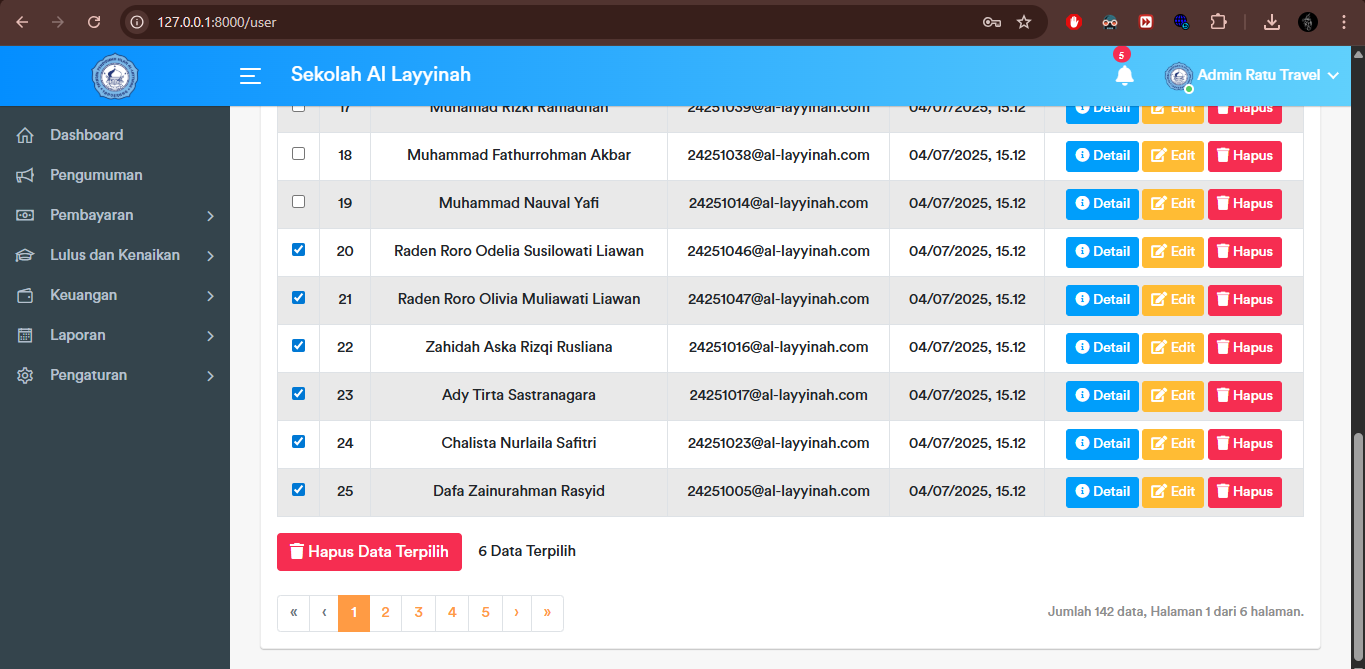 127.0.0.1:8000/user
Sekolah Al Layyinah
5
Admin Ratu Travel
Dashboard
Pengumuman
Pembayaran
Lulus dan Kenaikan
Keuangan
Laporan
Pengaturan
17 Muhamad Rizki Ramadhan 24251039@al-layyinah.com 04/07/2025, 15.12 Detail Edit Hapus
18 Muhammad Fathurrohman Akbar 24251038@al-layyinah.com 04/07/2025, 15.12 Detail Edit Hapus
19 Muhammad Nauval Yafi 24251014@al-layyinah.com 04/07/2025, 15.12 Detail Edit Hapus
20 Raden Roro Odelia Susilowati Liawan 24251046@al-layyinah.com 04/07/2025, 15.12 Detail Edit Hapus
21 Raden Roro Olivia Muliawati Liawan 24251047@al-layyinah.com 04/07/2025, 15.12 Detail Edit Hapus
22 Zahidah Aska Rizqi Rusliana 24251016@al-layyinah.com 04/07/2025, 15.12 Detail Edit Hapus
23 Ady Tirta Sastranagara 24251017@al-layyinah.com 04/07/2025, 15.12 Detail Edit Hapus
24 Chalista Nurlaila Safitri 24251023@al-layyinah.com 04/07/2025, 15.12 Detail Edit Hapus
25 Dafa Zainurahman Rasyid 24251005@al-layyinah.com 04/07/2025, 15.12 Detail Edit Hapus
Hapus Data Terpilih 6 Data Terpilih
« ‹ 1 2 3 4 5 › » Jumlah 142 data, Halaman 1 dari 6 halaman.